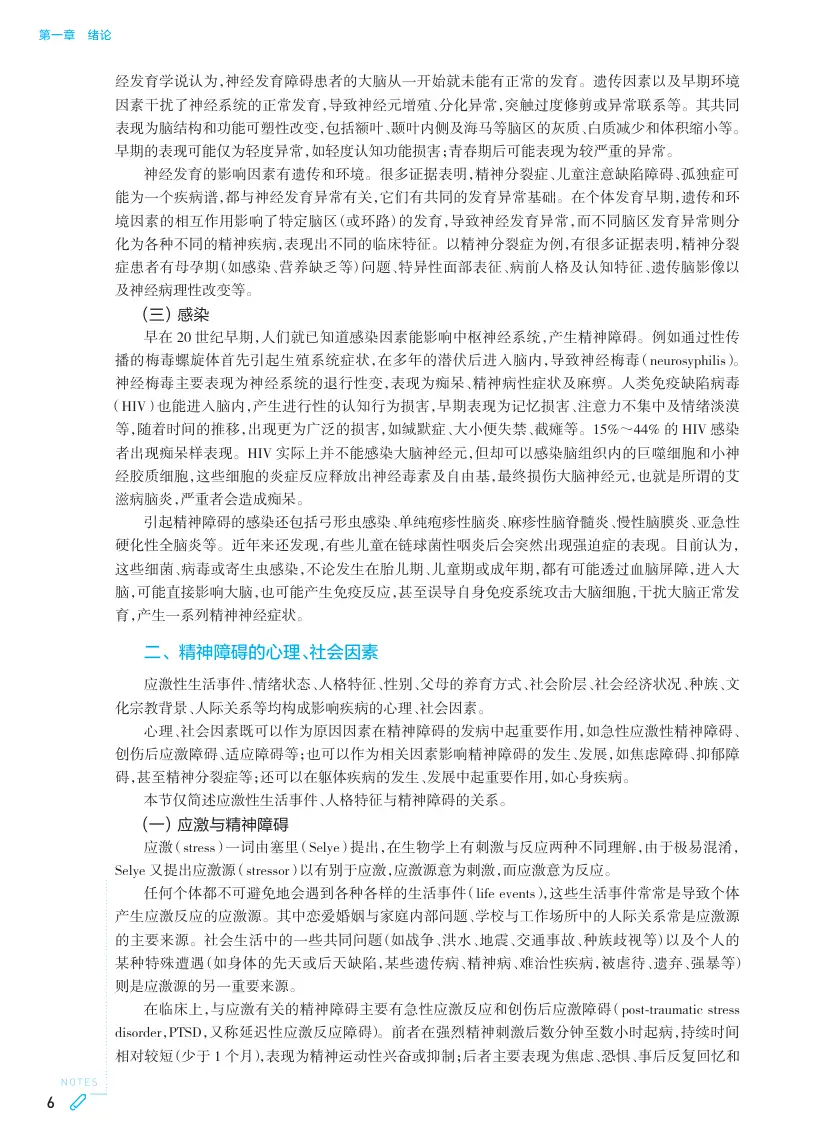 第一章 绪论
经发育学说认为,神经发育障碍患者的大脑从一开始就未能有正常的发育。遗传因素以及早期环境
因素干扰了神经系统的正常发育,导致神经元增殖、分化异常,突触过度修剪或异常联系等。其共同
表现为脑结构和功能可塑性改变,包括额叶、颞叶内侧及海马等脑区的灰质、白质减少和体积缩小等。
早期的表现可能仅为轻度异常,如轻度认知功能损害;青春期后可能表现为较严重的异常。
神经发育的影响因素有遗传和环境。很多证据表明,精神分裂症、儿童注意缺陷障碍、孤独症可
能为一个疾病谱,都与神经发育异常有关,它们有共同的发育异常基础。在个体发育早期,遗传和环
境因素的相互作用影响了特定脑区(或环路)的发育,导致神经发育异常,而不同脑区发育异常则分
化为各种不同的精神疾病,表现出不同的临床特征。以精神分裂症为例,有很多证据表明,精神分裂
症患者有母孕期(如感染、营养缺乏等)问题、特异性面部表征、病前人格及认知特征、遗传脑影像以
及神经病理性改变等。
(三)感染
早在 20 世纪早期,人们就已知道感染因素能影响中枢神经系统,产生精神障碍。例如通过性传
播的梅毒螺旋体首先引起生殖系统症状,在多年的潜伏后进入脑内,导致神经梅毒(neurosyphilis)。
神经梅毒主要表现为神经系统的退行性变,表现为痴呆、精神病性症状及麻痹。人类免疫缺陷病毒
(HIV)也能进入脑内,产生进行性的认知行为损害,早期表现为记忆损害、注意力不集中及情绪淡漠
等,随着时间的推移,出现更为广泛的损害,如缄默症、大小便失禁、截瘫等。15%~44% 的 HIV 感染
者出现痴呆样表现。HIV 实际上并不能感染大脑神经元,但却可以感染脑组织内的巨噬细胞和小神
经胶质细胞,这些细胞的炎症反应释放出神经毒素及自由基,最终损伤大脑神经元,也就是所谓的艾
滋病脑炎,严重者会造成痴呆。
引起精神障碍的感染还包括弓形虫感染、单纯疱疹性脑炎、麻疹性脑脊髓炎、慢性脑膜炎、亚急性
硬化性全脑炎等。近年来还发现,有些儿童在链球菌性咽炎后会突然出现强迫症的表现。目前认为,
这些细菌、病毒或寄生虫感染,不论发生在胎儿期、儿童期或成年期,都有可能透过血脑屏障,进入大
脑,可能直接影响大脑,也可能产生免疫反应,甚至误导自身免疫系统攻击大脑细胞,干扰大脑正常发
育,产生一系列精神神经症状。
二、精神障碍的心理、社会因素
应激性生活事件、情绪状态、人格特征、性别、父母的养育方式、社会阶层、社会经济状况、种族、文
化宗教背景、人际关系等均构成影响疾病的心理、社会因素。
心理、社会因素既可以作为原因因素在精神障碍的发病中起重要作用,如急性应激性精神障碍、
创伤后应激障碍、适应障碍等;也可以作为相关因素影响精神障碍的发生、发展,如焦虑障碍、抑郁障
碍,甚至精神分裂症等;还可以在躯体疾病的发生、发展中起重要作用,如心身疾病。
本节仅简述应激性生活事件、人格特征与精神障碍的关系。
(一)应激与精神障碍
应激(stress)一词由塞里(Selye)提出,在生物学上有刺激与反应两种不同理解,由于极易混淆,
Selye 又提出应激源(stressor)以有别于应激,应激源意为刺激,而应激意为反应。
任何个体都不可避免地会遇到各种各样的生活事件(life events),这些生活事件常常是导致个体
产生应激反应的应激源。其中恋爱婚姻与家庭内部问题、学校与工作场所中的人际关系常是应激源
的主要来源。社会生活中的一些共同问题(如战争、洪水、地震、交通事故、种族歧视等)以及个人的
某种特殊遭遇(如身体的先天或后天缺陷,某些遗传病、精神病、难治性疾病,被虐待、遗弃、强暴等)
则是应激源的另一重要来源。
在临床上,与应激有关的精神障碍主要有急性应激反应和创伤后应激障碍(post-traumatic stress
disorder,PTSD,又称延迟性应激反应障碍)。前者在强烈精神刺激后数分钟至数小时起病,持续时间
相对较短(少于 1 个月),表现为精神运动性兴奋或抑制;后者主要表现为焦虑、恐惧、事后反复回忆和
NOTES
6